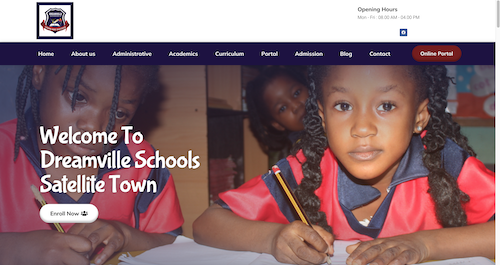 Opening Hours
Mon - Fri : 08.00 AM - 04.00 PM
Home About us Administrative Academics Curriculum Portal Admission Blog Contact Online Portal
Welcome To
Dreamville Schools
Satellite Town
Enroll Now